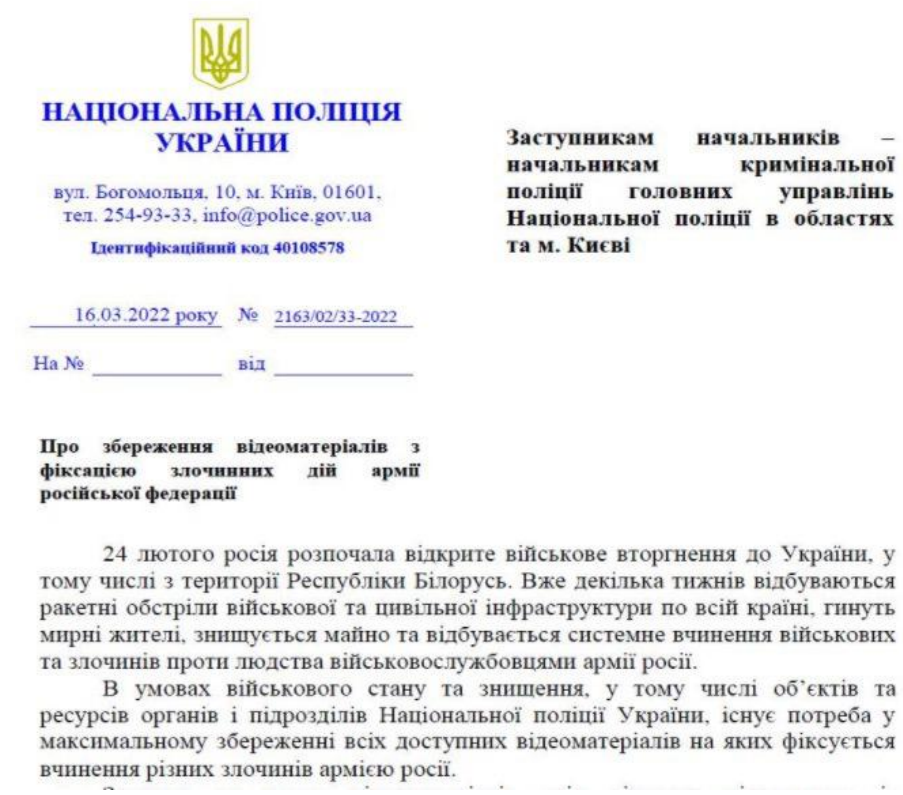 НАЦІОНАЛЬНА ПОЛІЦІЯ
УКРАЇНИ
вул. Богомольця, 10, м. Київ, 01601,
тел. 254-93-33, info@police.gov.ua
Ідентифікаційний код 40108578
16.03.2022 року № 2163/02/33-2022
На № ____________ від ____________
Заступникам начальників –
начальникам кримінальної
поліції головних управлінь
Національної поліції в областях
та м. Києві
Про збереження відеоматеріалів з
фіксацією злочинних дій армії
російської федерації
24 лютого росія розпочала відкрите військове вторгнення до України, у
тому числі з території Республіки Білорусь. Вже декілька тижнів відбуваються
ракетні обстріли військової та цивільної інфраструктури по всій країні, гинуть
мирні жителі, знищується майно та відбувається системне вчинення військових
та злочинів проти людства військовослужбовцями армії росії.
В умовах військового стану та знищення, у тому числі об’єктів та
ресурсів органів і підрозділів Національної поліції України, існує потреба у
максимальному збереженні всіх доступних відеоматеріалів на яких фіксується
вчинення різних злочинів армією росії.